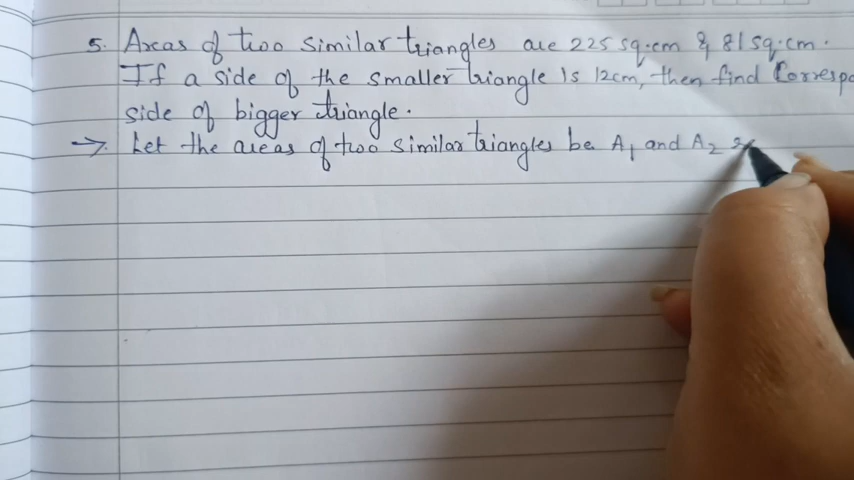 5. Areas of two similar triangles are 225 sq.cm & 81 sq.cm.
If a side of the smaller triangle is 12cm, then find Correspo
side of bigger triangle.
→ Let the areas of two similar triangles be A₁ and A₂